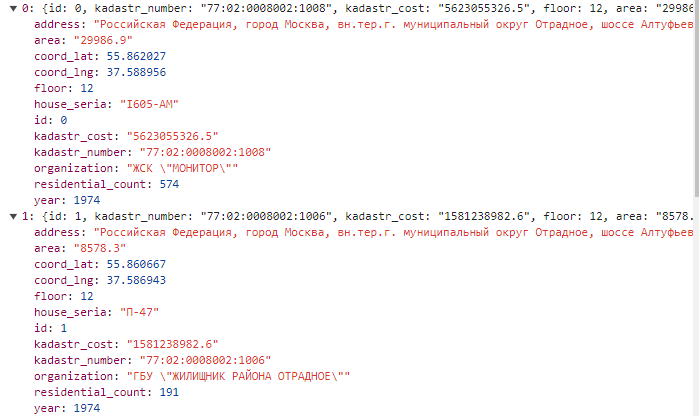 ▼ 0: {id: 0, kadastr_number: "77:02:0008002:1008", kadastr_cost: "5623055326.5", floor: 12, area: "29986
address: "Российская Федерация, город Москва, вн.тер.г. муниципальный округ Отрадное, шоссе Алтуфьев
area: "29986.9"
coord_lat: 55.862027
coord_lng: 37.588956
floor: 12
house_seria: "I605-AM"
id: 0
kadastr_cost: "5623055326.5"
kadastr_number: "77:02:0008002:1008"
organization: "ЖСК \"МОНИТОР\""
residential_count: 574
year: 1974
▼ 1: {id: 1, kadastr_number: "77:02:0008002:1006", kadastr_cost: "1581238982.6", floor: 12, area: "8578.
address: "Российская Федерация, город Москва, вн.тер.г. муниципальный округ Отрадное, шоссе Алтуфьев
area: "8578.3"
coord_lat: 55.860667
coord_lng: 37.586943
floor: 12
house_seria: "П-47"
id: 1
kadastr_cost: "1581238982.6"
kadastr_number: "77:02:0008002:1006"
organization: "ГБУ \"ЖИЛИЩНИК РАЙОНА ОТРАДНОЕ\""
residential_count: 191
year: 1974